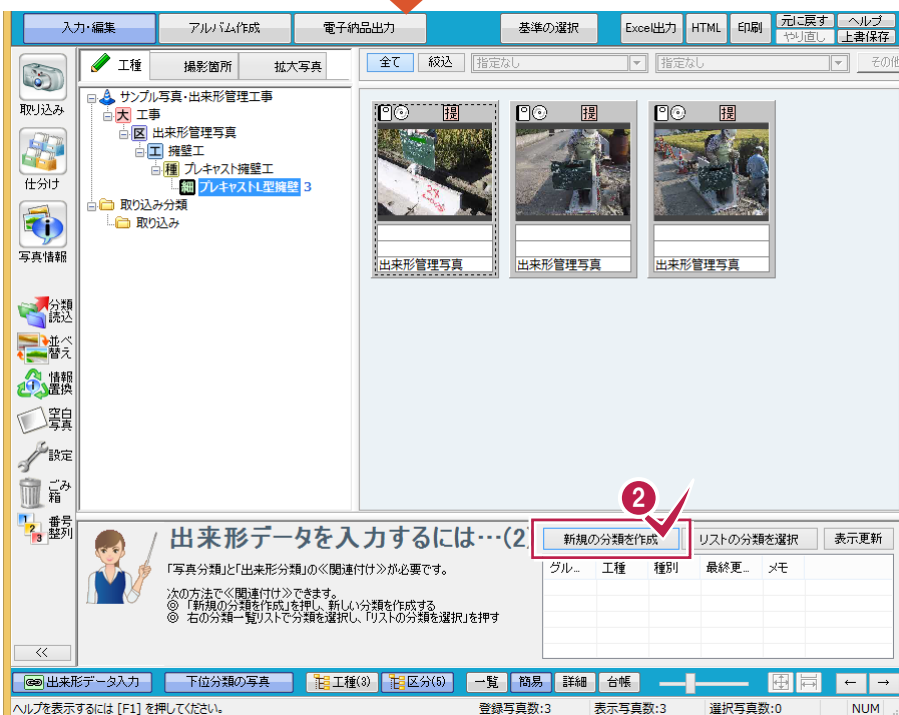 入力・編集 アルバム作成 電子納品出力 基準の選択 Excel出力 HTML 印刷 元に戻す ヘルプ
やり直し 上書保存
工種 撮影箇所 拡大写真 全て 絞込 指定なし 指定なし その他
取り込み
仕分け
写真情報
分類
読込
並べ
替え
情報
置換
空白
写真
設定
ごみ
箱
番号
整列
<<
サンプル写真・出来形管理工事
大 工事
区 出来形管理写真
工 擁壁工
種 プレキャスト擁壁工
細 プレキャストL型擁壁 3
取り込み分類
取り込み
提 提 提
出来形管理写真 出来形管理写真 出来形管理写真
2
出来形データを入力するには…(2)
「写真分類」と「出来形分類」の≪関連付け≫が必要です。
次の方法で≪関連付け≫できます。
◎ 「新規の分類を作成」を押し、新しい分類を作成する
◎ 右の分類一覧リストで分類を選択し、「リストの分類を選択」を押す
新規の分類を作成 リストの分類を選択 表示更新
グル... 工種 種別 最終更... メモ
出来形データ入力 下位分類の写真 工種(3) 区分(5) 一覧 簡易 詳細 台帳 ← →
ヘルプを表示するには [F1] を押してください。 登録写真数:3 表示写真数:3 選択写真数:0 NUM